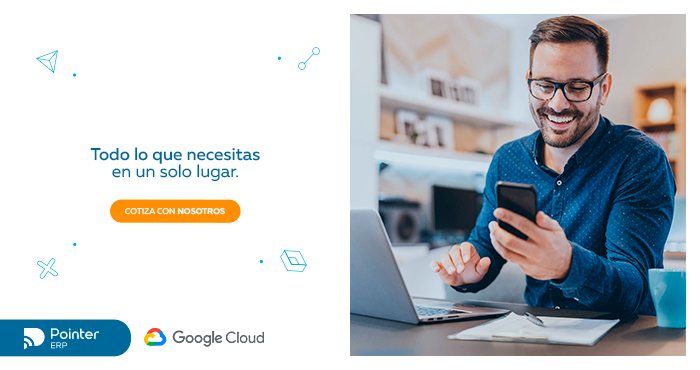 Todo lo que necesitas
en un solo lugar.
COTIZA CON NOSOTROS
Pointer
ERP
Google Cloud